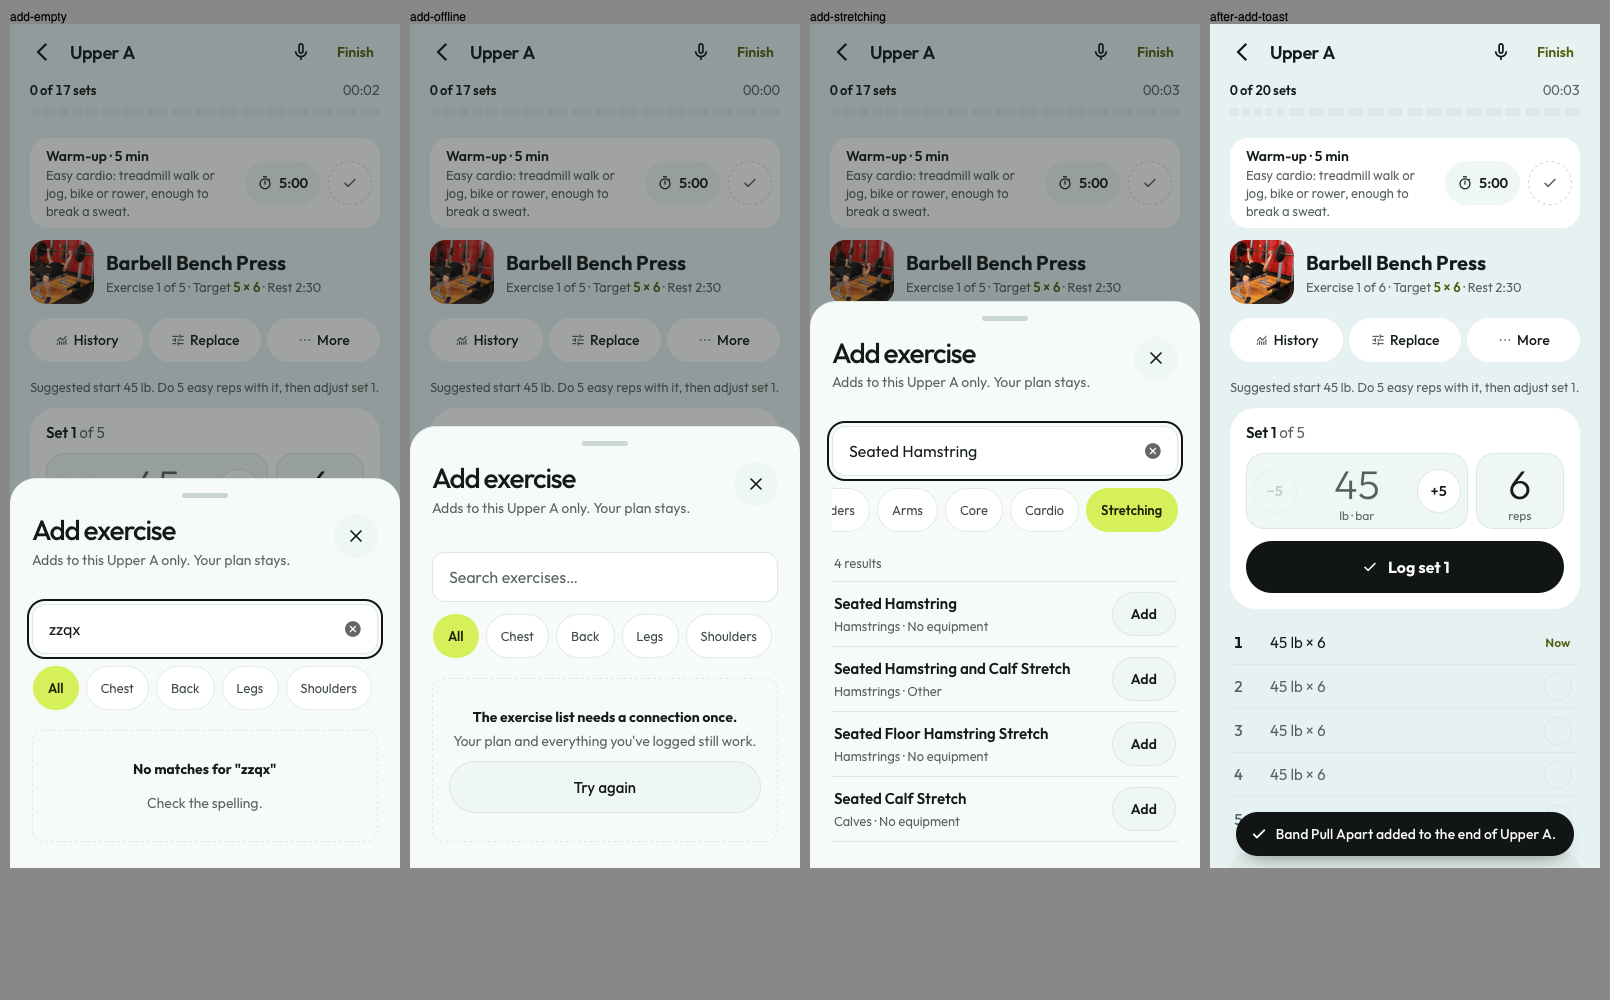 add-empty
Upper A
Finish
0 of 17 sets
00:02
Warm-up · 5 min
Easy cardio: treadmill walk or
jog, bike or rower, enough to
break a sweat.
5:00
Barbell Bench Press
Exercise 1 of 5 · Target 5 × 6 · Rest 2:30
History
Replace
More
Suggested start 45 lb. Do 5 easy reps with it, then adjust set 1.
Set 1 of 5
Add exercise
Adds to this Upper A only. Your plan stays.
zzqx
All
Chest
Back
Legs
Shoulders
No matches for "zzqx"
Check the spelling.
add-offline
Upper A
Finish
0 of 17 sets
00:00
Warm-up · 5 min
Easy cardio: treadmill walk or
jog, bike or rower, enough to
break a sweat.
5:00
Barbell Bench Press
Exercise 1 of 5 · Target 5 × 6 · Rest 2:30
History
Replace
More
Suggested start 45 lb. Do 5 easy reps with it, then adjust set 1.
Add exercise
Adds to this Upper A only. Your plan stays.
Search exercises...
All
Chest
Back
Legs
Shoulders
The exercise list needs a connection once.
Your plan and everything you've logged still work.
Try again
add-stretching
Upper A
Finish
0 of 17 sets
00:03
Warm-up · 5 min
Easy cardio: treadmill walk or
jog, bike or rower, enough to
break a sweat.
5:00
Barbell Bench Press
Exercise 1 of 5 · Target 5 × 6 · Rest 2:30
Add exercise
Adds to this Upper A only. Your plan stays.
Seated Hamstring
ders
Arms
Core
Cardio
Stretching
4 results
Seated Hamstring
Hamstrings · No equipment
Add
Seated Hamstring and Calf Stretch
Hamstrings · Other
Add
Seated Floor Hamstring Stretch
Hamstrings · No equipment
Add
Seated Calf Stretch
Calves · No equipment
Add
after-add-toast
Upper A
Finish
0 of 20 sets
00:03
Warm-up · 5 min
Easy cardio: treadmill walk or
jog, bike or rower, enough to
break a sweat.
5:00
Barbell Bench Press
Exercise 1 of 6 · Target 5 × 6 · Rest 2:30
History
Replace
More
Suggested start 45 lb. Do 5 easy reps with it, then adjust set 1.
Set 1 of 5
−5
45
lb · bar
+5
6
reps
Log set 1
1 45 lb × 6 Now
2 45 lb × 6
3 45 lb × 6
4 45 lb × 6
5
Band Pull Apart added to the end of Upper A.